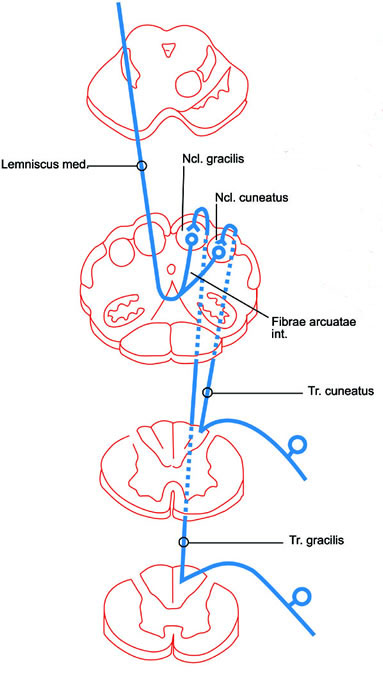 Ncl. gracilis
Lemniscus med.
Ncl. cuneatus
Fibrae arcuatae
int.
Tr. cuneatus
Tr. gracilis